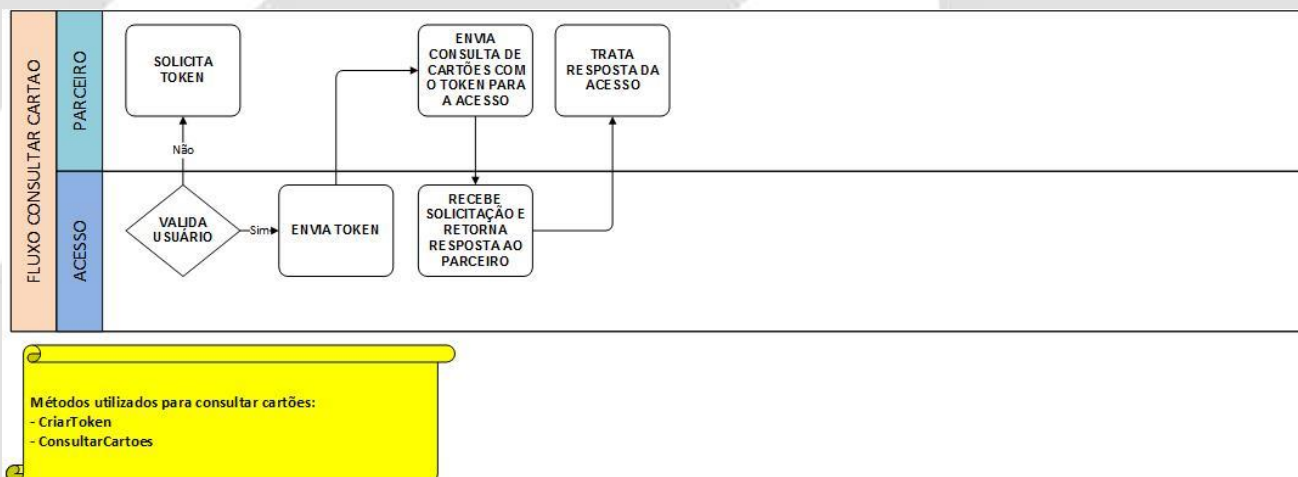 FLUXO CONSULTAR CARTAO
PARCEIRO
SOLICITA
TOKEN
ENVIA
CONSULTA DE
CARTÕES COM
O TOKEN PARA
A ACESSO
TRATA
RESPOSTA DA
ACESSO
Não
ACESSO
VALIDA
USUÁRIO
Sim
ENVIA TOKEN
RECEBE
SOLICITAÇÃO E
RETORNA
RESPOSTA AO
PARCEIRO
Métodos utilizados para consultar cartões:
- CriarToken
- ConsultarCartoes